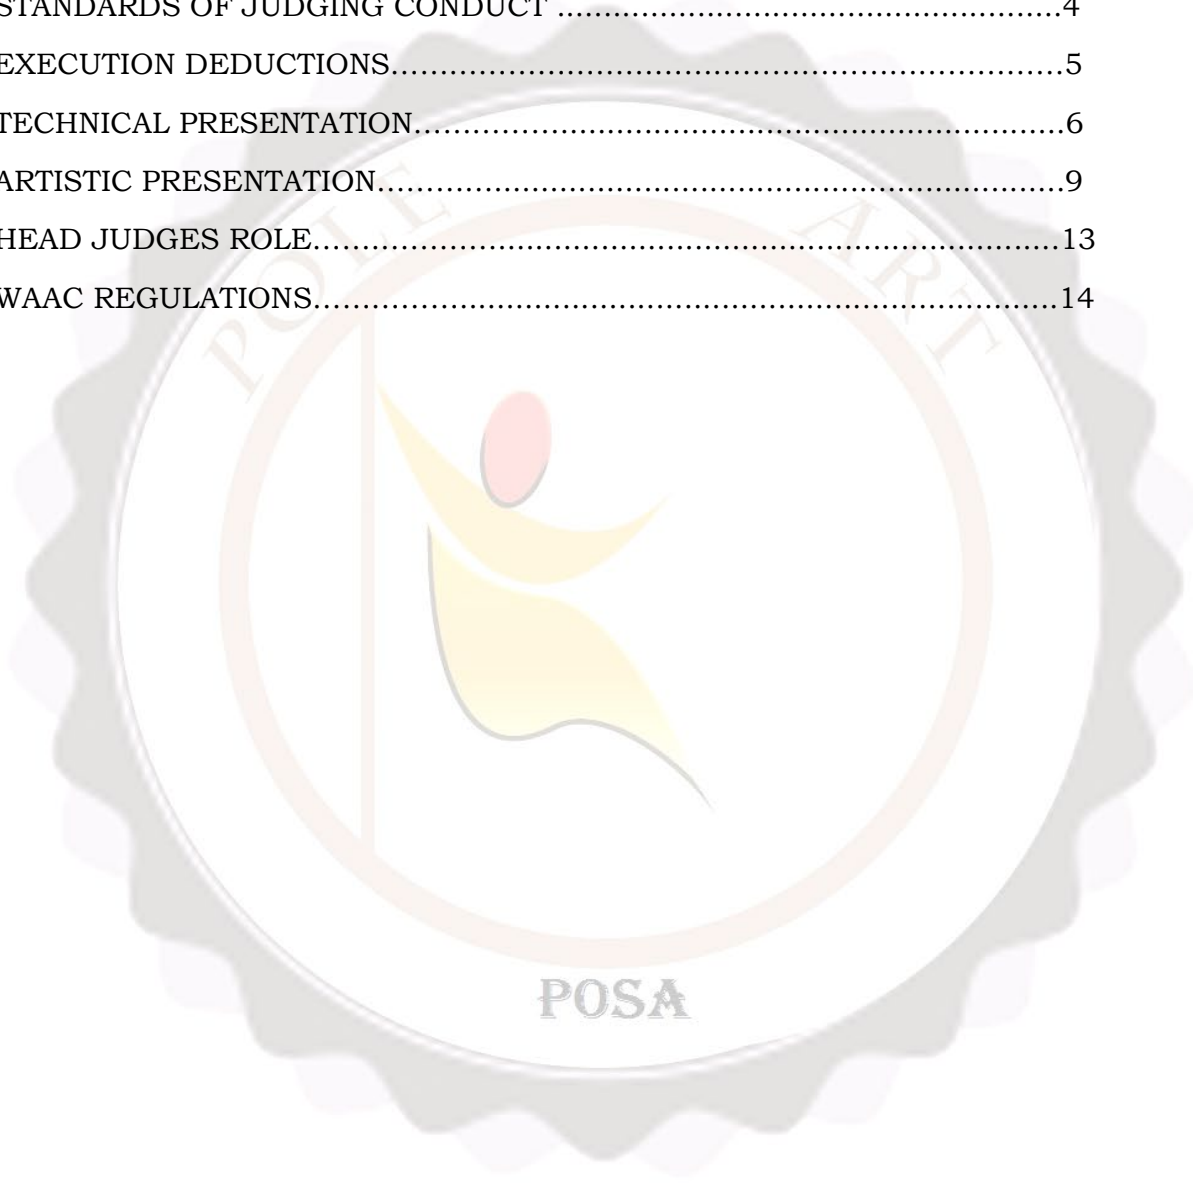 STANDARDS OF JUDGING CONDUCT ................................................................4
EXECUTION DEDUCTIONS.....................................................................................5
TECHNICAL PRESENTATION..................................................................................6
ARTISTIC PRESENTATION......................................................................................9
HEAD JUDGES ROLE..............................................................................................13
WAAC REGULATIONS.............................................................................................14
POLE ART
POSA